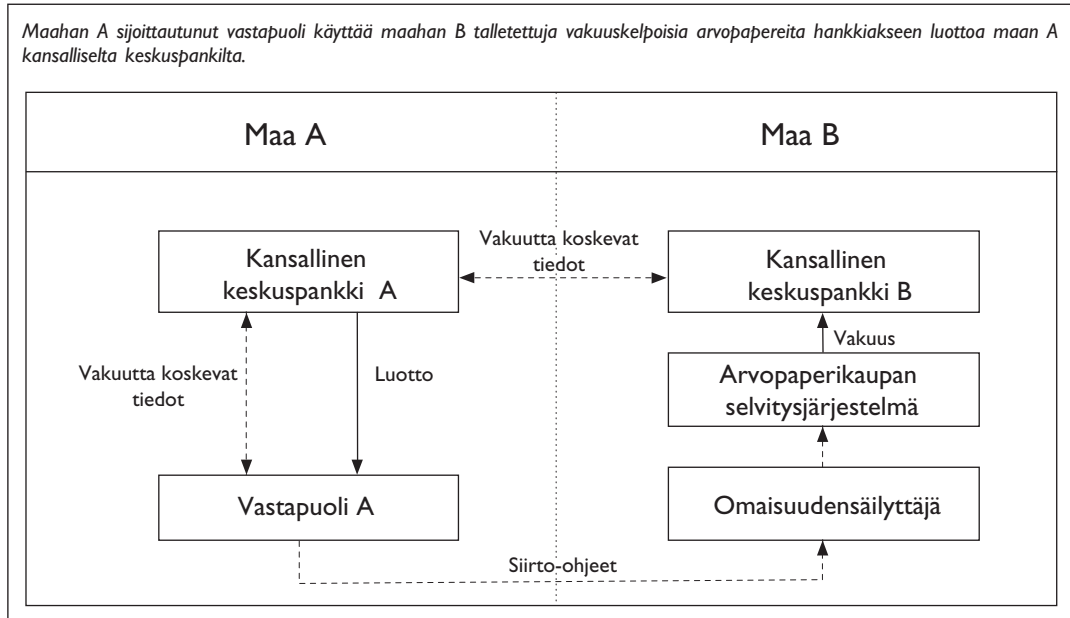 Maahan A sijoittautunut vastapuoli käyttää maahan B talletettuja vakuuskelpoisia arvopapereita hankkiakseen luottoa maan A
kansalliselta keskuspankilta.
Maa A
Maa B
Kansallinen
keskuspankki A
Vakuutta koskevat
tiedot
Kansallinen
keskuspankki B
Vakuutta koskevat
tiedot
Luotto
Vakuus
Arvopaperikaupan
selvitysjärjestelmä
Vastapuoli A
Omaisuudensäilyttäjä
Siirto-ohjeet